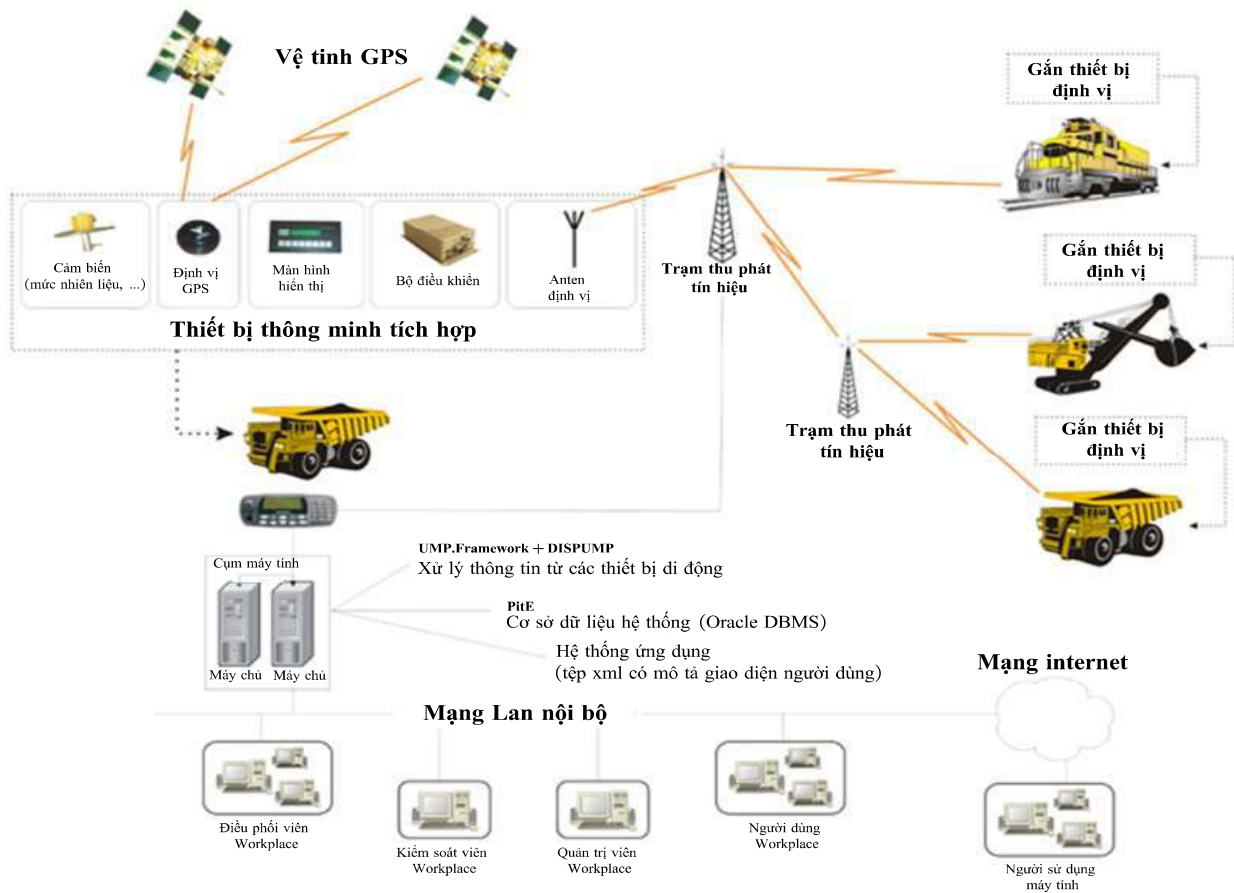 Vệ tinh GPS
Gắn thiết bị
định vị
Cảm biến
(mức nhiên liệu, ...)
Định vị
GPS
Màn hình
hiển thị
Bộ điều khiển
Anten
định vị
Thiết bị thông minh tích hợp
Trạm thu phát
tín hiệu
Gắn thiết bị
định vị
Trạm thu phát
tín hiệu
Gắn thiết bị
định vị
Cụm máy tính
Máy chủ
Máy chủ
UMP.Framework + DISPUMP
Xử lý thông tin từ các thiết bị di động
PitE
Cơ sở dữ liệu hệ thống (Oracle DBMS)
Hệ thống ứng dụng
(tệp xml có mô tả giao diện người dùng)
Mạng internet
Mạng Lan nội bộ
Điều phối viên
Workplace
Kiểm soát viên
Workplace
Quản trị viên
Workplace
Người dùng
Workplace
Người sử dụng
máy tính